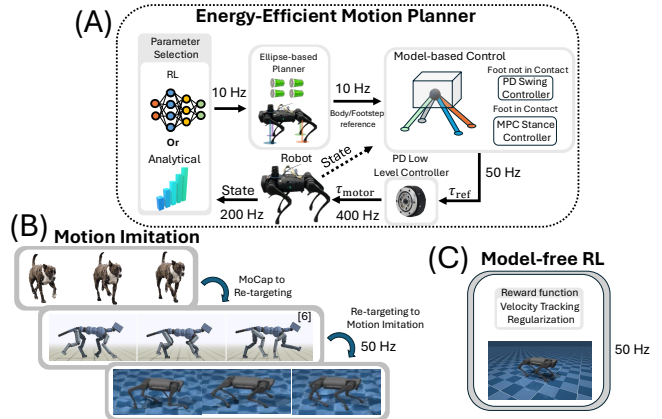 (A)
Energy-Efficient Motion Planner
Parameter
Selection
RL
Or
Analytical
10 Hz
Ellipse-based
Planner
10 Hz
Body/Footstep
reference
Model-based Control
Foot not in Contact
PD Swing
Controller
Foot in Contact
MPC Stance
Controller
50 Hz
τref
PD Low
Level Controller
τmotor
400 Hz
Robot
State
State
200 Hz
(B)
Motion Imitation
MoCap to
Re-targeting
[6]
Re-targeting to
Motion Imitation
50 Hz
(C)
Model-free RL
Reward function
Velocity Tracking
Regularization
50 Hz